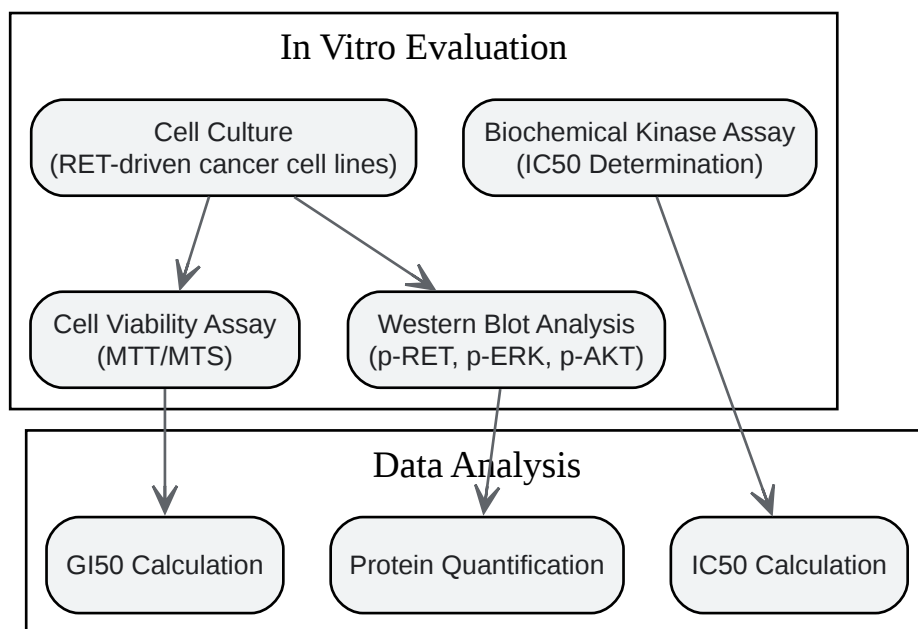 In Vitro Evaluation
Cell Culture
(RET-driven cancer cell lines)
Biochemical Kinase Assay
(IC50 Determination)
Cell Viability Assay
(MTT/MTS)
Western Blot Analysis
(p-RET, p-ERK, p-AKT)
Data Analysis
GI50 Calculation
Protein Quantification
IC50 Calculation